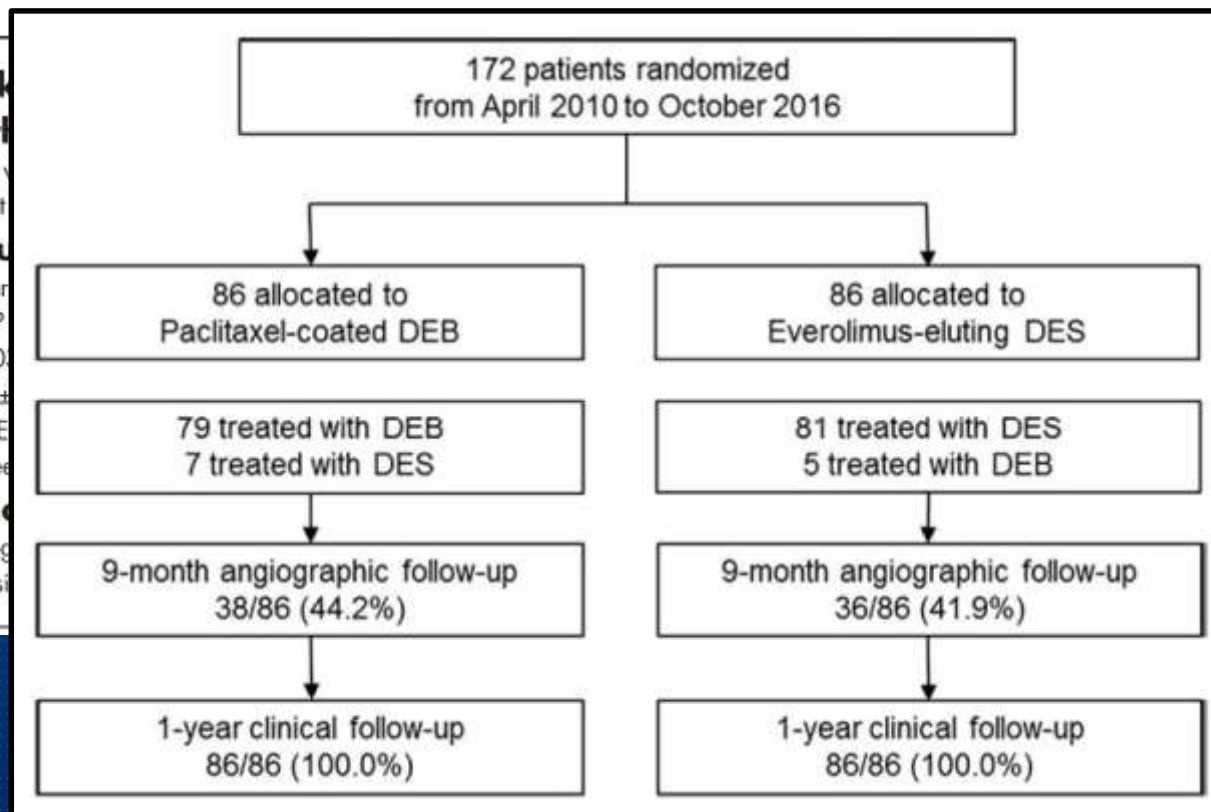 172 patients randomized
from April 2010 to October 2016
86 allocated to
Paclitaxel-coated DEB
86 allocated to
Everolimus-eluting DES
79 treated with DEB
7 treated with DES
81 treated with DES
5 treated with DEB
9-month angiographic follow-up
38/86 (44.2%)
9-month angiographic follow-up
36/86 (41.9%)
1-year clinical follow-up
86/86 (100.0%)
1-year clinical follow-up
86/86 (100.0%)